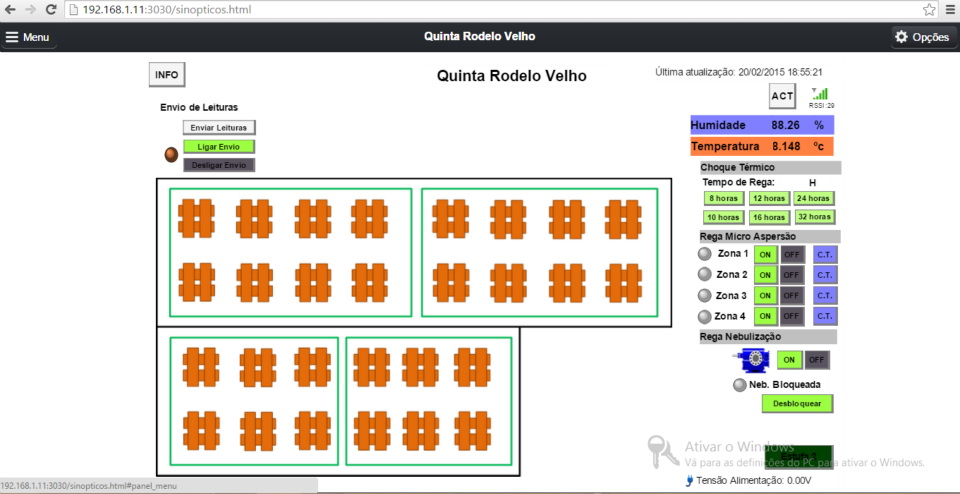 192.168.1.11:3030/sinopticos.html
Menu
Quinta Rodelo Velho
Opções
INFO
Quinta Rodelo Velho
Última atualização: 20/02/2015 18:55:21
ACT
RSSI :29
Envio de Leituras
Enviar Leituras
Ligar Envio
Desligar Envio
Humidade 88.26 %
Temperatura 8.148 ºc
Choque Térmico
Tempo de Rega: H
8 horas 12 horas 24 horas
10 horas 16 horas 32 horas
Rega Micro Aspersão
Zona 1 ON OFF C.T.
Zona 2 ON OFF C.T.
Zona 3 ON OFF C.T.
Zona 4 ON OFF C.T.
Rega Nebulização
ON OFF
Neb. Bloqueada
Desbloquear
Ativar o Windows
Vá para as definições do PC para ativar o Windows.
Tensão Alimentação: 0.00V
192.168.1.11:3030/sinopticos.html#panel_menu